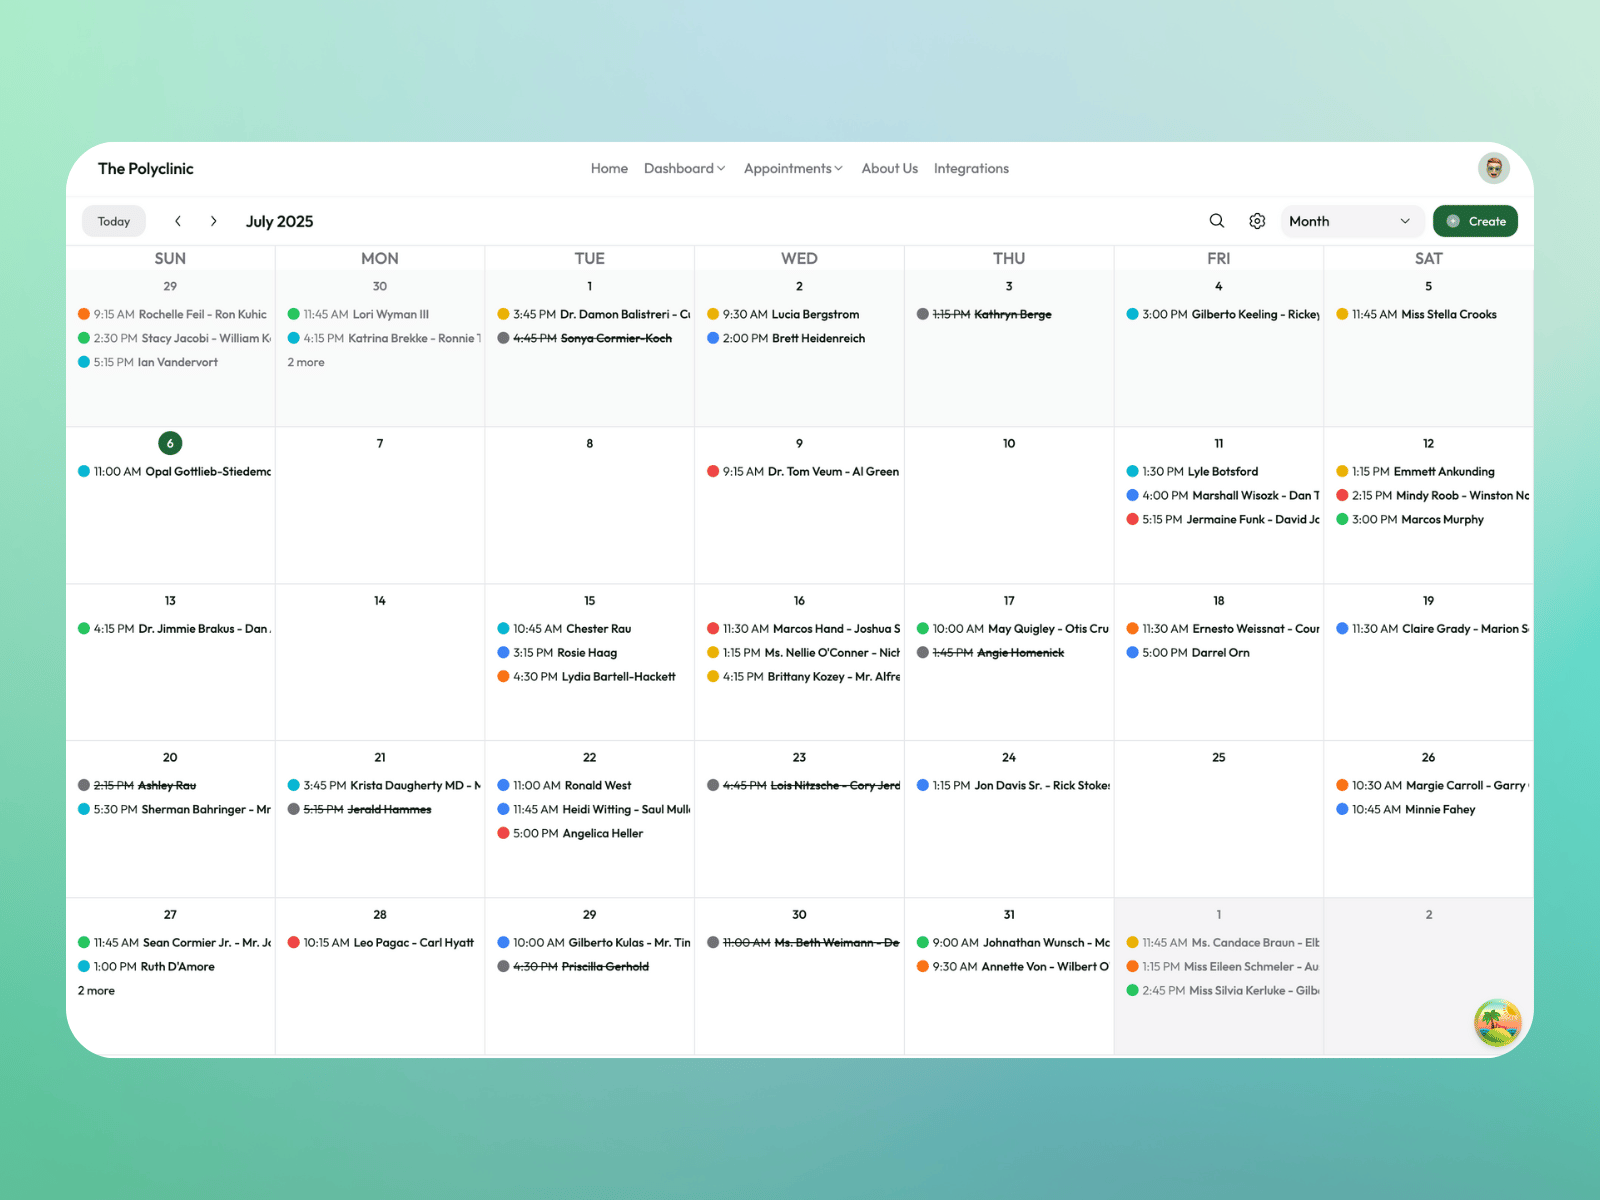 The Polyclinic
Home Dashboard Appointments About Us Integrations
Today July 2025 Month Create
SUN MON TUE WED THU FRI SAT
29
9:15 AM Rochelle Feil - Ron Kuhic
2:30 PM Stacy Jacobi - William
5:15 PM Ian Vandervort
30
11:45 AM Lori Wyman III
4:15 PM Katrina Brekke - Ronnie
2 more
1
3:45 PM Dr. Damon Balistreri -
4:45 PM Sonya Cormier-Koch
2
9:30 AM Lucia Bergstrom
2:00 PM Brett Heidenreich
3
1:15 PM Kathryn Berge
4
3:00 PM Gilberto Keeling - Rickey
5
11:45 AM Miss Stella Crooks
6
11:00 AM Opal Gottlieb-Stiedema
7
8
9
9:15 AM Dr. Tom Veum - Al Green
10
11
1:30 PM Lyle Botsford
4:00 PM Marshall Wisozk - Dan T
5:15 PM Jermaine Funk - David Jo
12
1:15 PM Emmett Ankunding
2:15 PM Mindy Roob - Winston No
3:00 PM Marcos Murphy
13
4:15 PM Dr. Jimmie Brakus - Dan
14
15
10:45 AM Chester Rau
3:15 PM Rosie Haag
4:30 PM Lydia Bartell-Hackett
16
11:30 AM Marcos Hand - Joshua S
1:15 PM Ms. Nellie O'Conner - Nich
4:15 PM Brittany Kozey - Mr. Alfre
17
10:00 AM May Quigley - Otis Cru
1:45 PM Angie Homenick
18
11:30 AM Ernesto Weissnat - Cour
5:00 PM Darrel Orn
19
11:30 AM Claire Grady - Marion S
20
2:15 PM Ashley Rau
5:30 PM Sherman Bahringer - Mr
21
3:45 PM Krista Daugherty MD -
5:15 PM Jerald Hammes
22
11:00 AM Ronald West
11:45 AM Heidi Witting - Saul Mull
5:00 PM Angelica Heller
23
4:45 PM Lois Nitzsche - Cory Jerd
24
1:15 PM Jon Davis Sr. - Rick Stokes
25
26
10:30 AM Margie Carroll - Garry
10:45 AM Minnie Fahey
27
11:45 AM Sean Cormier Jr. - Mr. Jo
1:00 PM Ruth D'Amore
2 more
28
10:15 AM Leo Pagac - Carl Hyatt
29
10:00 AM Gilberto Kulas - Mr. Tim
4:30 PM Priscilla Gerhold
30
11:00 AM Ms. Beth Weimann - De
31
9:00 AM Johnathan Wunsch - Mc
9:30 AM Annette Von - Wilbert O'
1
11:45 AM Ms. Candace Braun - Elb
1:15 PM Miss Eileen Schmeler - Au
2:45 PM Miss Silvia Kerluke - Gilb
2